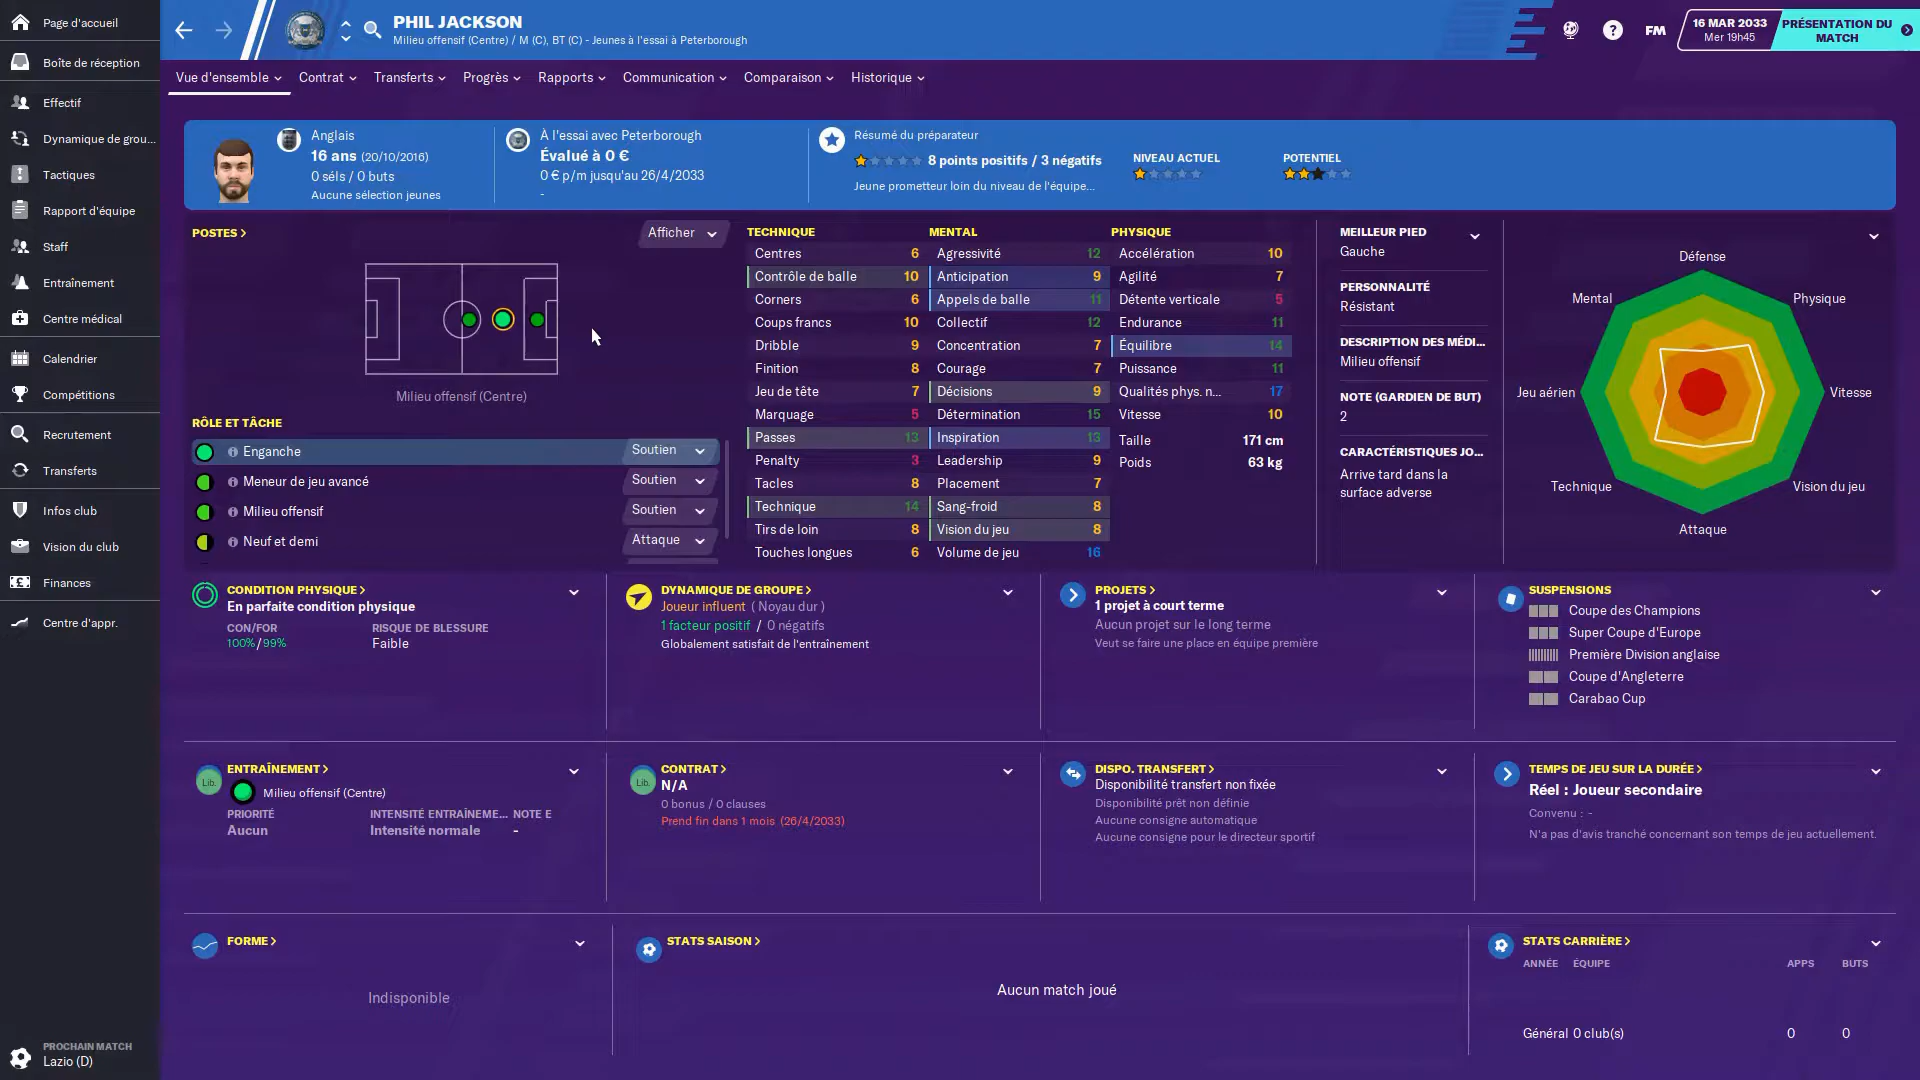 Page d'accueil
Boîte de réception
Effectif
Dynamique de grou...
Tactiques
Rapport d'équipe
Staff
Entraînement
Centre médical
Calendrier
Compétitions
Recrutement
Transferts
Infos club
Vision du club
Finances
Centre d'appr.
PROCHAIN MATCH
Lazio (D)
PHIL JACKSON
Milieu offensif (Centre) / M (C), BT (C) - Jeunes à l'essai à Peterborough
FM
16 MAR 2033
Mer 19h45
PRÉSENTATION DU MATCH
Vue d'ensemble
Contrat
Transferts
Progrès
Rapports
Communication
Comparaison
Historique
Anglais
16 ans (20/10/2016)
0 séls / 0 buts
Aucune sélection jeunes
À l'essai avec Peterborough
Évalué à 0 €
0 € p/m jusqu'au 26/4/2033
-
Résumé du préparateur
8 points positifs / 3 négatifs
Jeune prometteur loin du niveau de l'équipe...
NIVEAU ACTUEL
POTENTIEL
POSTES >
Afficher
Milieu offensif (Centre)
RÔLE ET TÂCHE
Enganche Soutien
Meneur de jeu avancé Soutien
Milieu offensif Soutien
Neuf et demi Attaque
TECHNIQUE
Centres 6
Contrôle de balle 10
Corners 6
Coups francs 10
Dribble 9
Finition 8
Jeu de tête 7
Marquage 5
Passes 13
Penalty 3
Tacles 8
Technique 14
Tirs de loin 8
Touches longues 6
MENTAL
Agressivité 12
Anticipation 9
Appels de balle 11
Collectif 12
Concentration 7
Courage 7
Décisions 9
Détermination 15
Inspiration 13
Leadership 9
Placement 7
Sang-froid 8
Vision du jeu 8
Volume de jeu 16
PHYSIQUE
Accélération 10
Agilité 7
Détente verticale 5
Endurance 11
Équilibre 14
Puissance 11
Qualités phys. n... 17
Vitesse 10
Taille 171 cm
Poids 63 kg
MEILLEUR PIED
Gauche
PERSONNALITÉ
Résistant
DESCRIPTION DES MÉDI...
Milieu offensif
NOTE (GARDIEN DE BUT)
2
CARACTÉRISTIQUES JO...
Arrive tard dans la
surface adverse
Défense
Mental
Physique
Jeu aérien
Vitesse
Technique
Vision du jeu
Attaque
CONDITION PHYSIQUE >
En parfaite condition physique
CON/FOR RISQUE DE BLESSURE
100%/99% Faible
DYNAMIQUE DE GROUPE >
Joueur influent ( Noyau dur )
1 facteur positif / 0 négatifs
Globalement satisfait de l'entraînement
PROJETS >
1 projet à court terme
Aucun projet sur le long terme
Veut se faire une place en équipe première
SUSPENSIONS
Coupe des Champions
Super Coupe d'Europe
Première Division anglaise
Coupe d'Angleterre
Carabao Cup
ENTRAÎNEMENT >
Lib.
Milieu offensif (Centre)
PRIORITÉ INTENSITÉ ENTRAÎNEME... NOTE E
Aucun Intensité normale -
CONTRAT >
Lib.
N/A
0 bonus / 0 clauses
Prend fin dans 1 mois (26/4/2033)
DISPO. TRANSFERT >
Disponibilité transfert non fixée
Disponibilité prêt non définie
Aucune consigne automatique
Aucune consigne pour le directeur sportif
TEMPS DE JEU SUR LA DURÉE >
Réel : Joueur secondaire
Convenu : -
N'a pas d'avis tranché concernant son temps de jeu actuellement.
FORME >
Indisponible
STATS SAISON >
Aucun match joué
STATS CARRIÈRE >
ANNÉE ÉQUIPE APPS BUTS
Général 0 club(s) 0 0